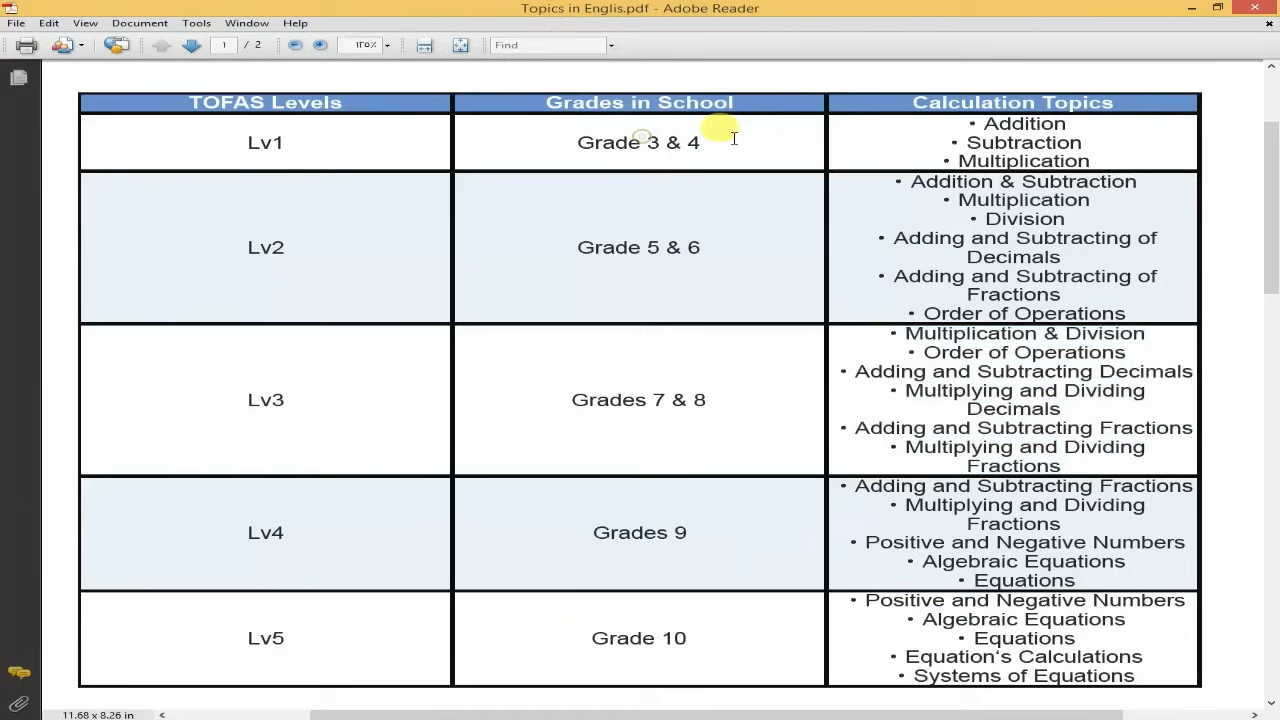 Topics in Englis.pdf - Adobe Reader
File Edit View Document Tools Window Help
1 / 2 Find
TOFAS Levels Grades in School Calculation Topics
Lv1 Grade 3 & 4
• Addition
• Subtraction
• Multiplication
Lv2 Grade 5 & 6
• Addition & Subtraction
• Multiplication
• Division
• Adding and Subtracting of
Decimals
• Adding and Subtracting of
Fractions
• Order of Operations
Lv3 Grades 7 & 8
• Multiplication & Division
• Order of Operations
• Adding and Subtracting Decimals
• Multiplying and Dividing
Decimals
• Adding and Subtracting Fractions
• Multiplying and Dividing
Fractions
Lv4 Grades 9
• Adding and Subtracting Fractions
• Multiplying and Dividing
Fractions
• Positive and Negative Numbers
• Algebraic Equations
• Equations
Lv5 Grade 10
• Positive and Negative Numbers
• Algebraic Equations
• Equations
• Equation‘s Calculations
• Systems of Equations
11.68 x 8.26 in